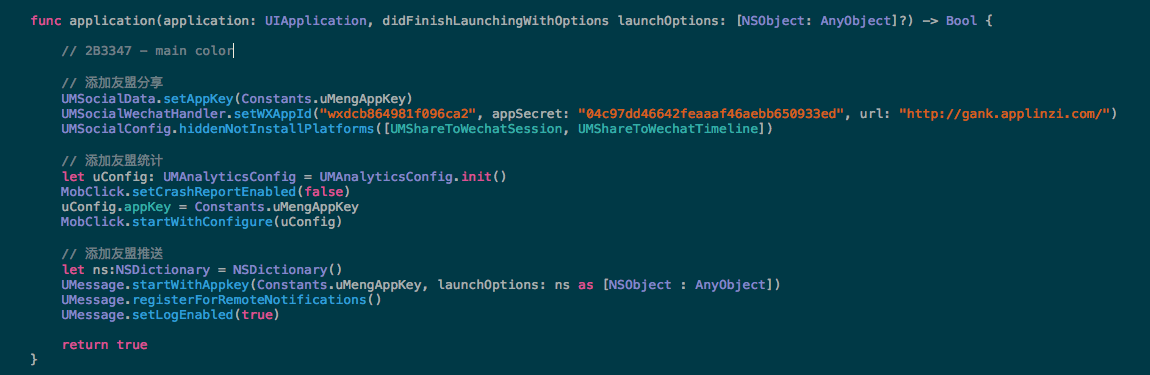 func application(application: UIApplication, didFinishLaunchingWithOptions launchOptions: [NSObject: AnyObject]?) -> Bool {
// 2B3347 - main color
// 添加友盟分享
UMSocialData.setAppKey(Constants.uMengAppKey)
UMSocialWechatHandler.setWXAppId("wxdcb864981f096ca2", appSecret: "04c97dd46642feaaaf46aebb650933ed", url: "http://gank.applinzi.com/")
UMSocialConfig.hiddenNotInstallPlatforms([UMShareToWechatSession, UMShareToWechatTimeline])
// 添加友盟统计
let uConfig: UMAnalyticsConfig = UMAnalyticsConfig.init()
MobClick.setCrashReportEnabled(false)
uConfig.appKey = Constants.uMengAppKey
MobClick.startWithConfigure(uConfig)
// 添加友盟推送
let ns:NSDictionary = NSDictionary()
UMessage.startWithAppkey(Constants.uMengAppKey, launchOptions: ns as [NSObject : AnyObject])
UMessage.registerForRemoteNotifications()
UMessage.setLogEnabled(true)
return true
}